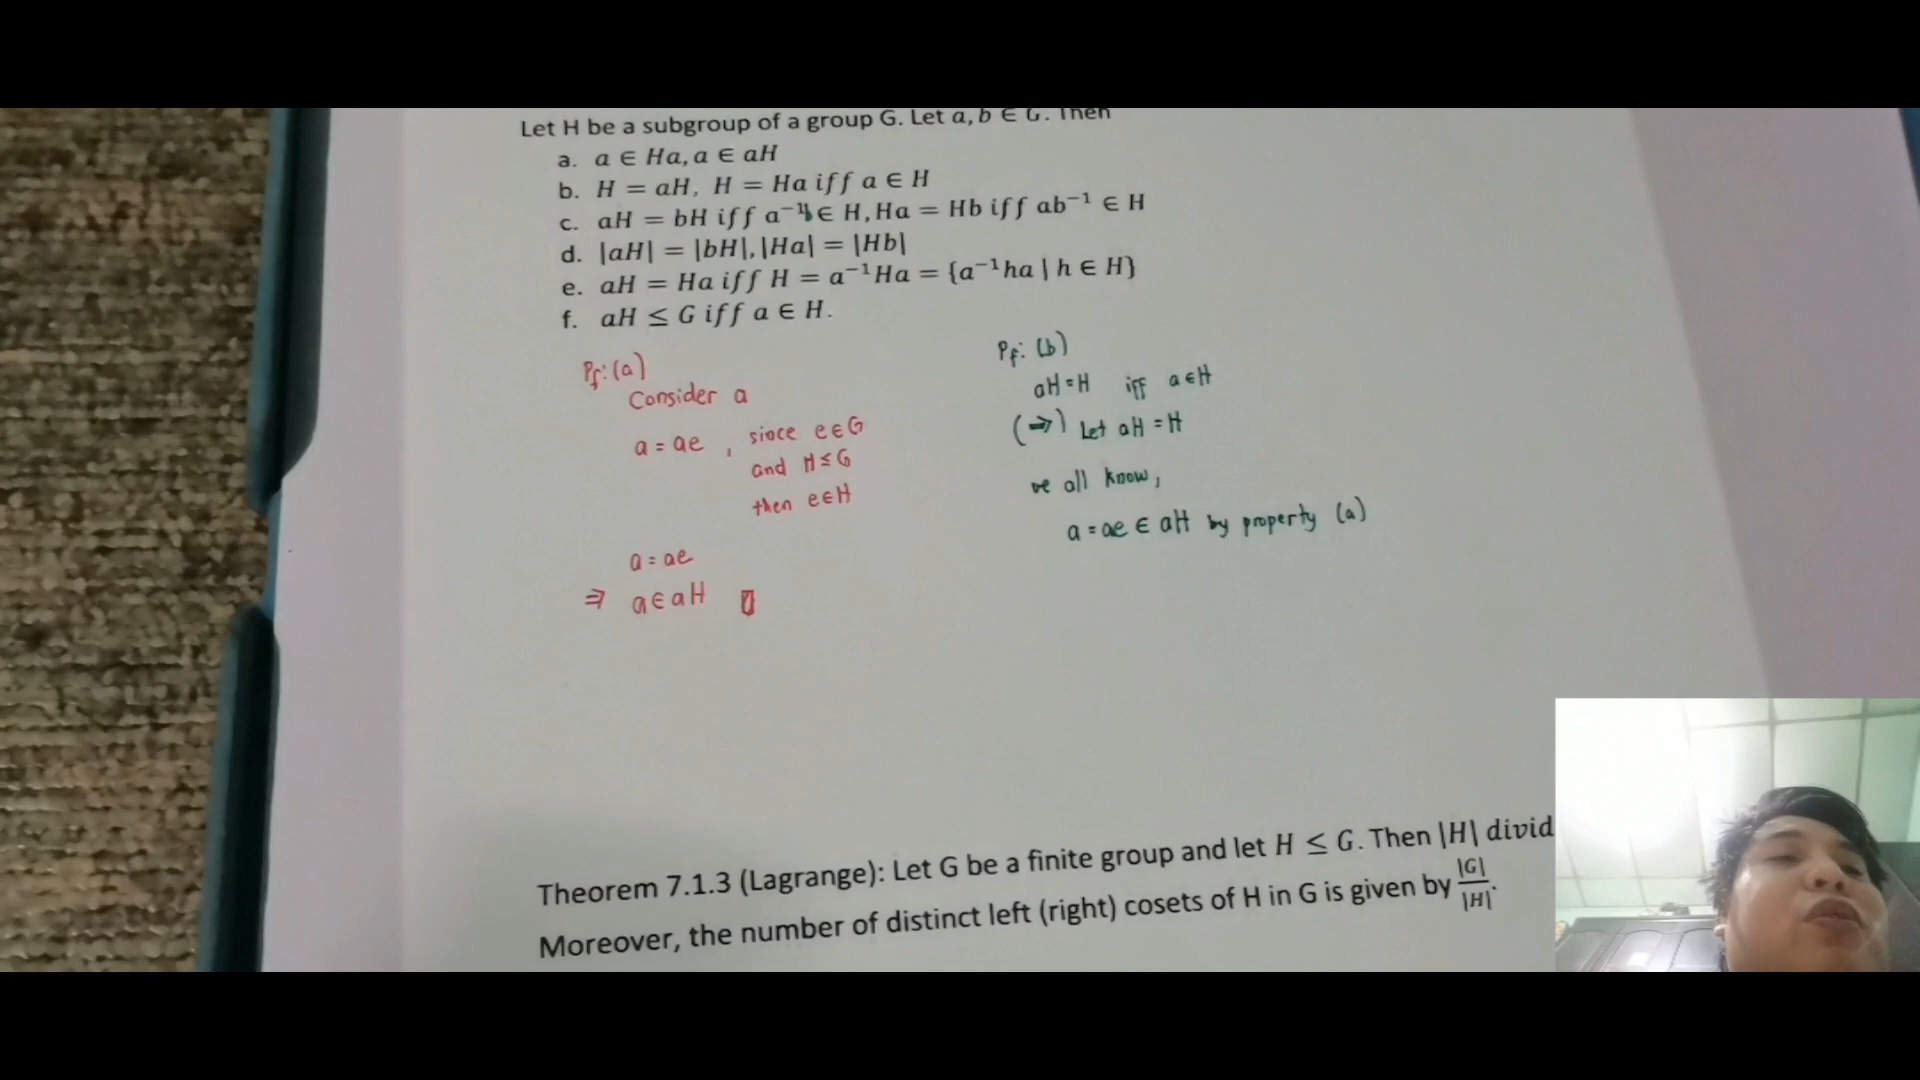 Let H be a subgroup of a group G. Let a, b ∈ G. Then
a. a ∈ Ha, a ∈ aH
b. H = aH, H = Ha iff a ∈ H
c. aH = bH iff a⁻¹b ∈ H, Ha = Hb iff ab⁻¹ ∈ H
d. |aH| = |bH|, |Ha| = |Hb|
e. aH = Ha iff H = a⁻¹Ha = {a⁻¹ha | h ∈ H}
f. aH ≤ G iff a ∈ H.
Pf: (a)
Consider a
a = ae , since e∈G
and H≤G
then e∈H
a = ae
⇒ a∈aH
Pf: (b)
aH = H iff a∈H
(⇒) Let aH = H
we all know,
a = ae ∈ aH by property (a)
Theorem 7.1.3 (Lagrange): Let G be a finite group and let H ≤ G. Then |H| divid
Moreover, the number of distinct left (right) cosets of H in G is given by |G|/|H|.